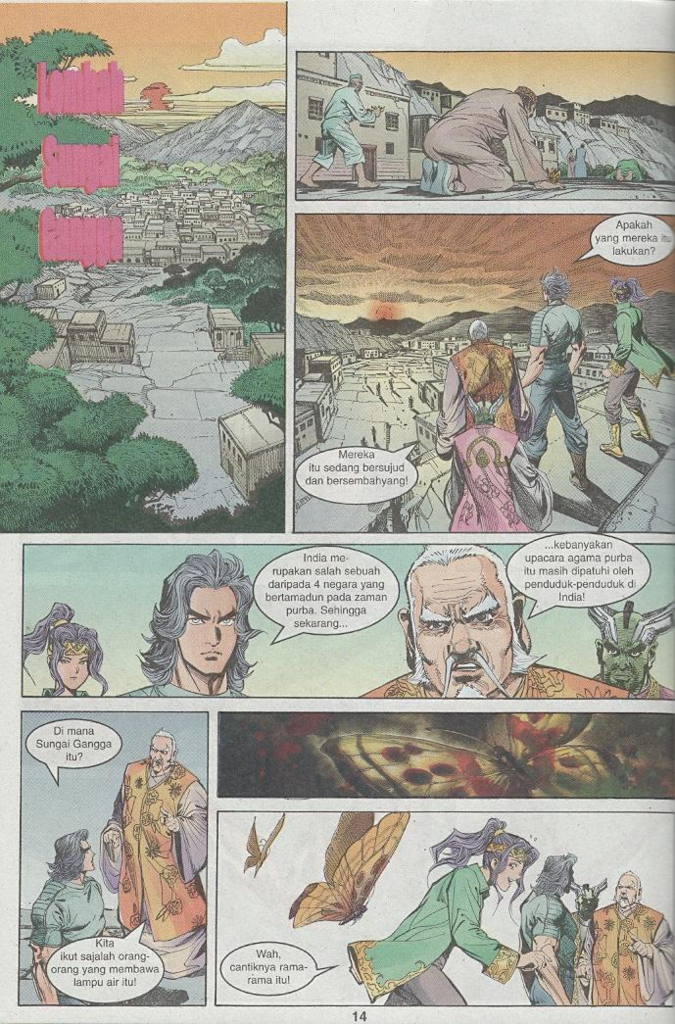 Apakah
yang mereka itu
lakukan?
Mereka
itu sedang bersujud
dan bersembahyang!
India me-
rupakan salah sebuah
daripada 4 negara yang
bertamadun pada zaman
purba. Sehingga
sekarang...
...kebanyakan
upacara agama purba
itu masih dipatuhi oleh
penduduk-penduduk di
India!
Di mana
Sungai Gangga
itu?
Kita
ikut sajalah orang-
orang yang membawa
lampu air itu!
Wah,
cantiknya rama-
rama itu!
14